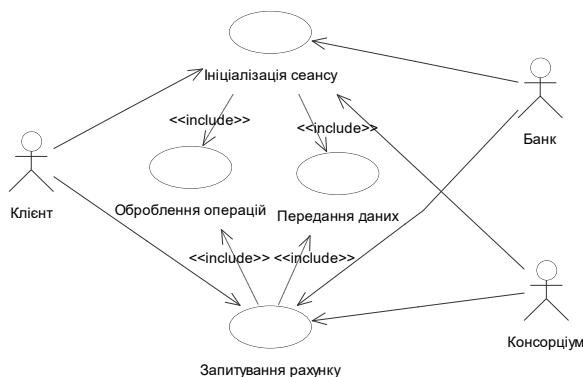 Ініціалізація сеансу
<<include>>
<<include>>
Банк
Клієнт
Оброблення операцій
Передання даних
<<include>>
<<include>>
Консорціум
Запитування рахунку